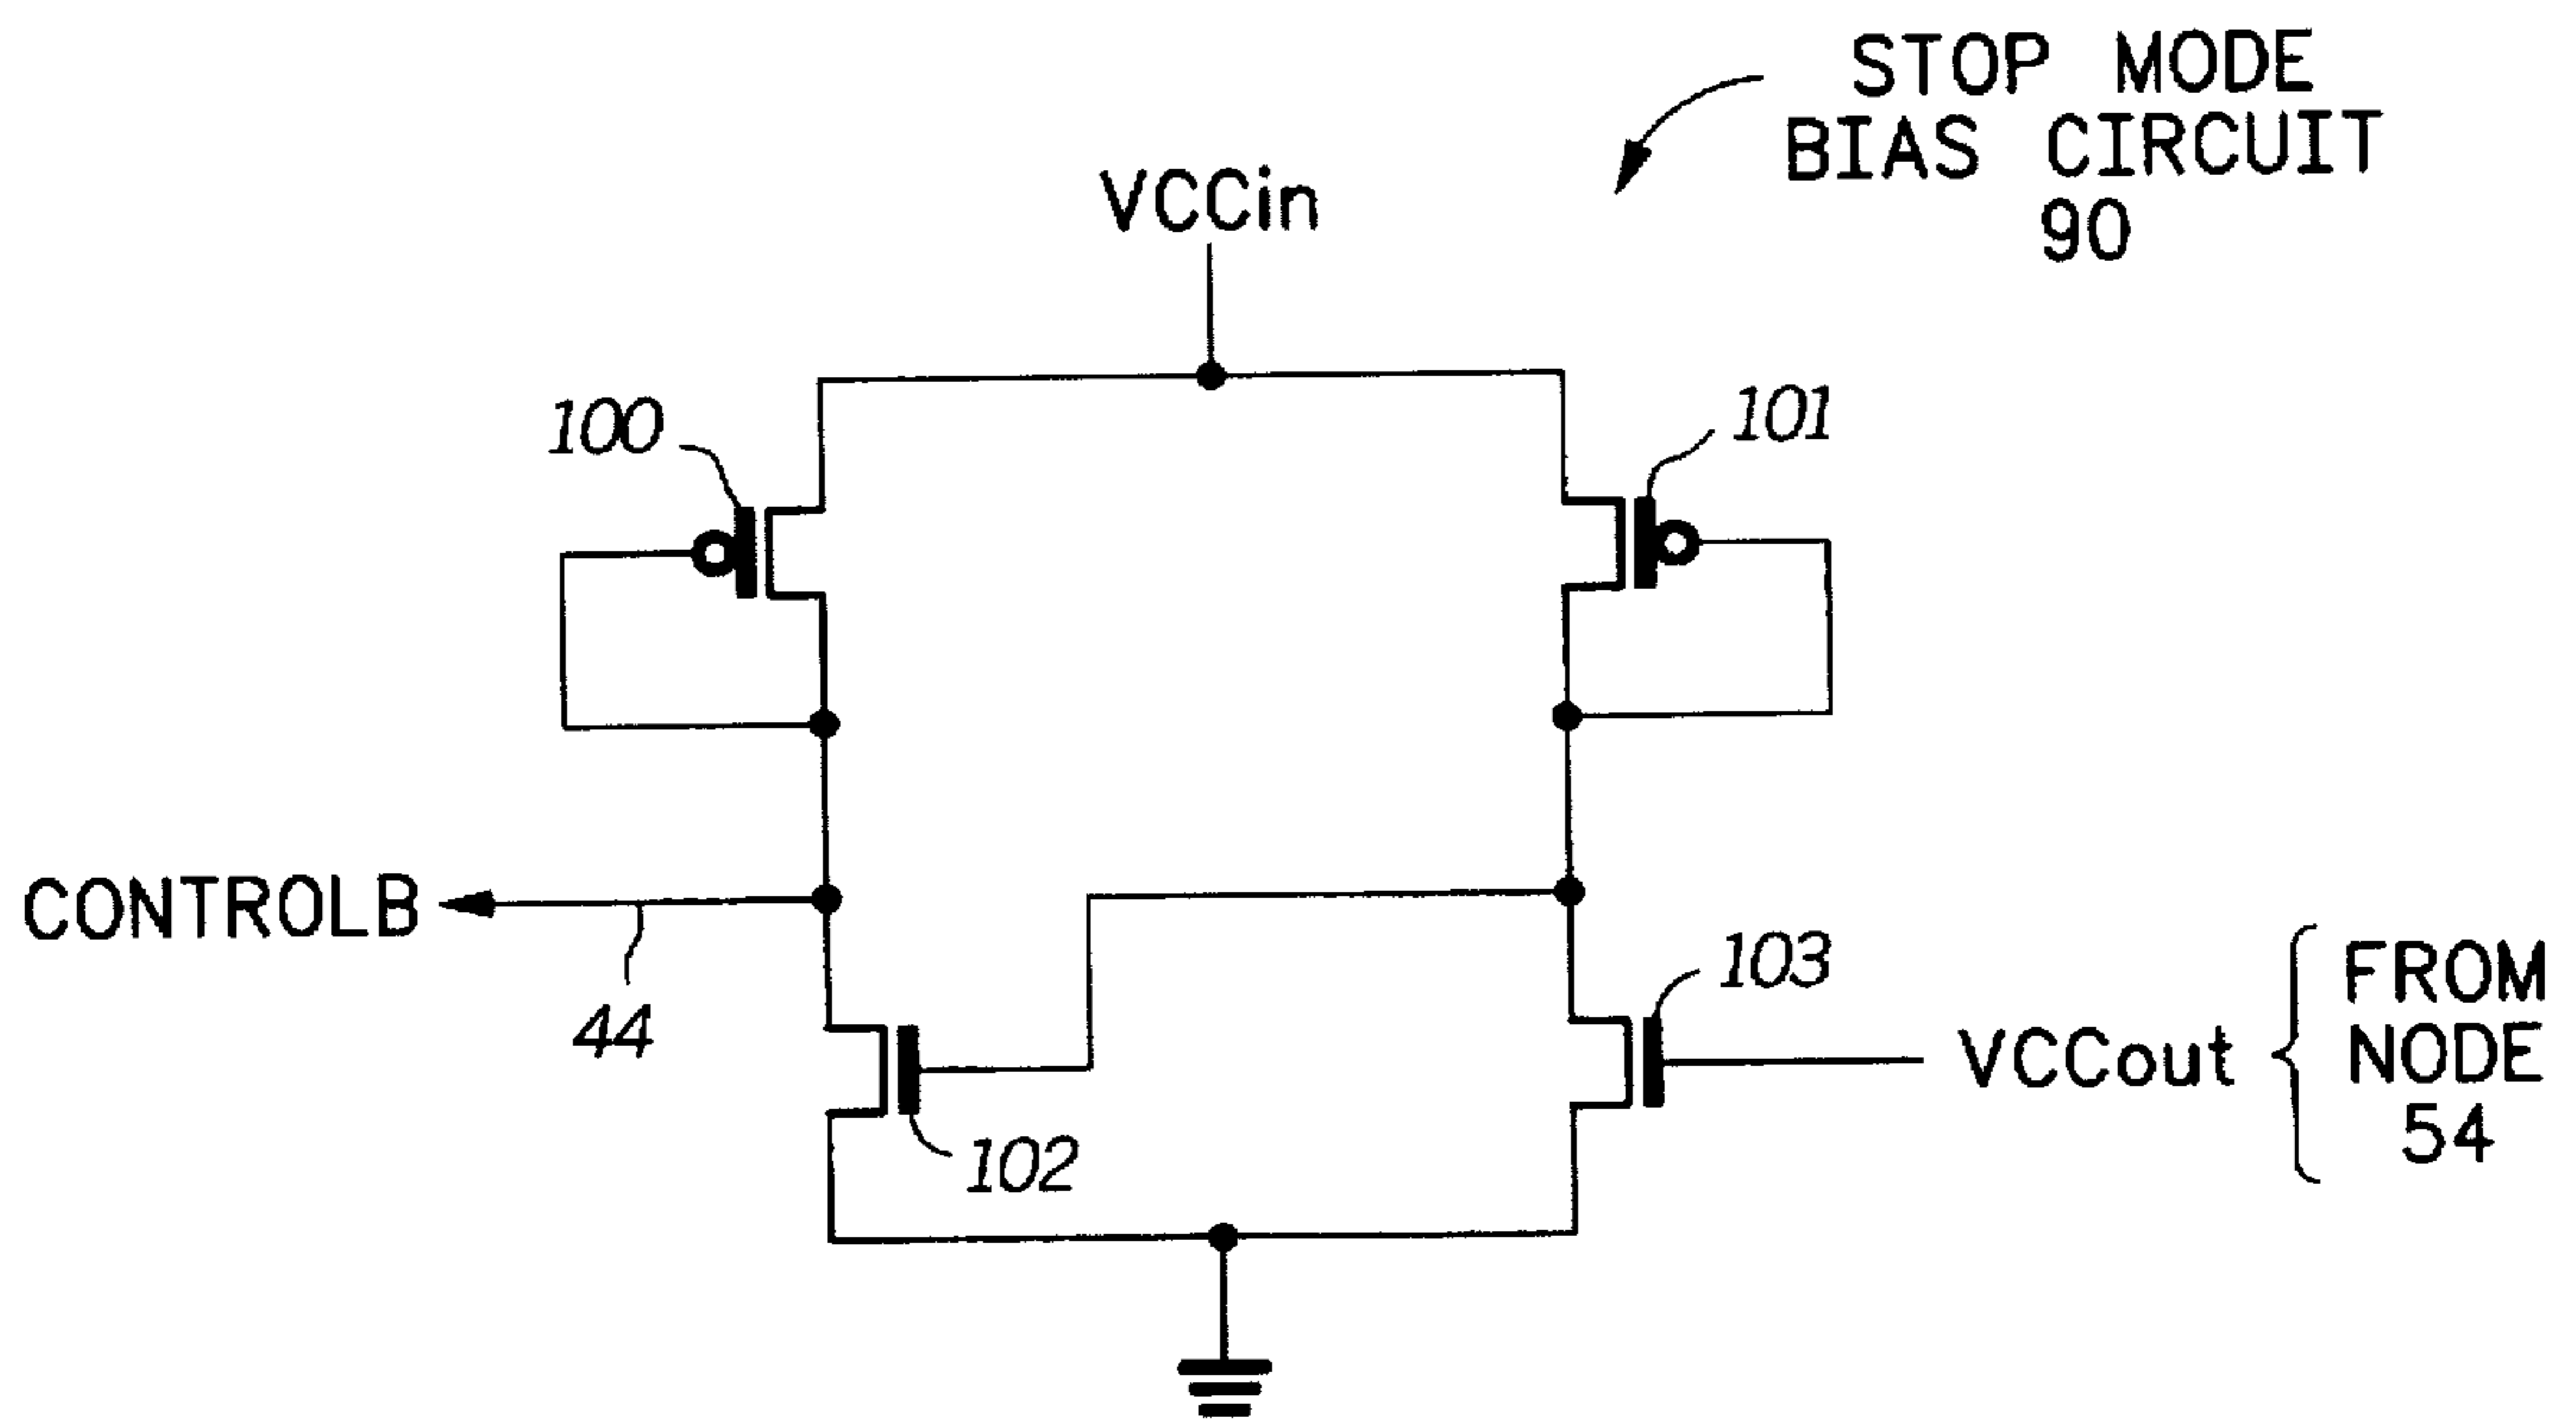 STOP MODE
BIAS CIRCUIT
90
VCCin
100
101
CONTROLB
44
102
103
VCCout
FROM
NODE
54